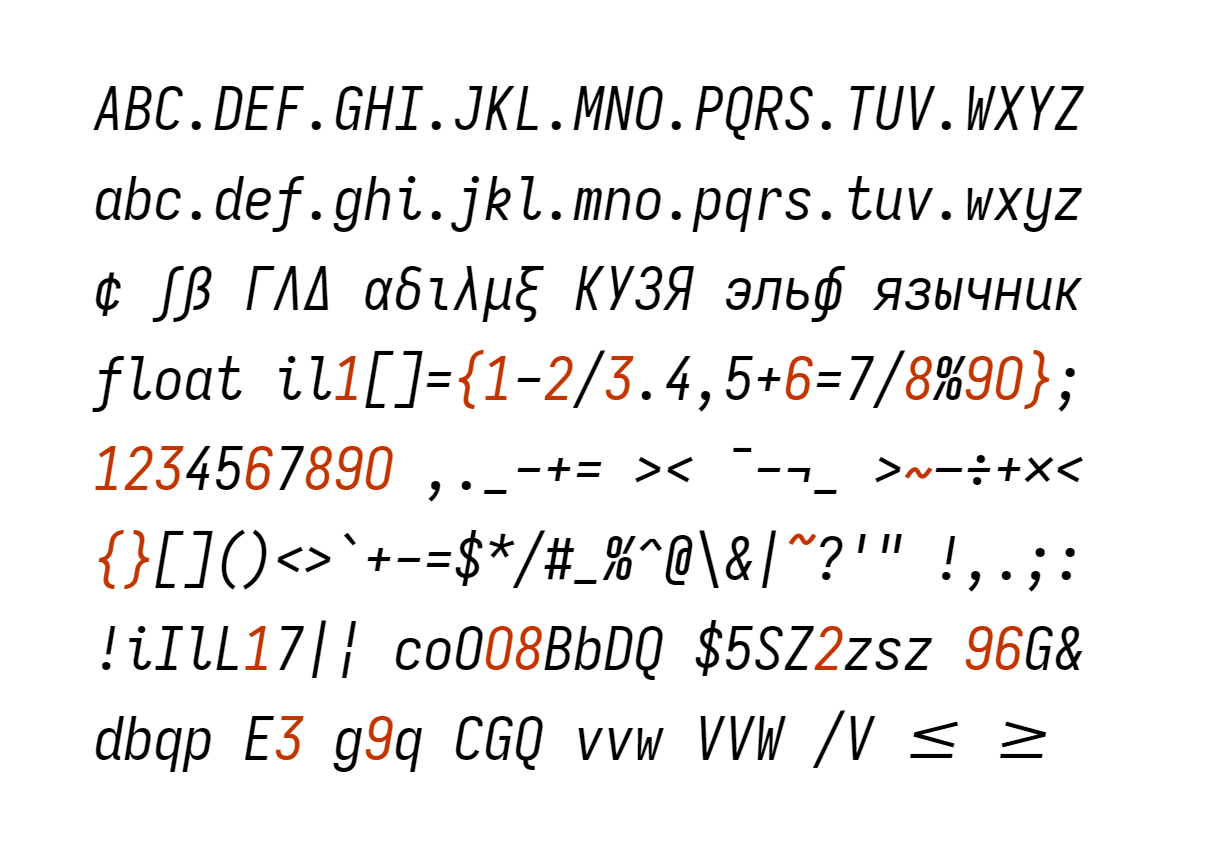 ABC.DEF.GHI.JKL.MNO.PQRS.TUV.WXYZ
abc.def.ghi.jkl.mno.pqrs.tuv.wxyz
¢ ∫ß ΓΛΔ αδιλμξ КУЗЯ эльф язычник
float il1[]={1-2/3.4,5+6=7/8%90};
1234567890 ,._-+= >< ¯-¬_ >~–÷+×<
{}[]()<>`+-=$*/#_%^@\&|~?'" !,.;:
!iIlL17|¦ coO08BbDQ $5SZ2zsz 96G&
dbqp E3 g9q CGQ vvw VVW /V ≤ ≥